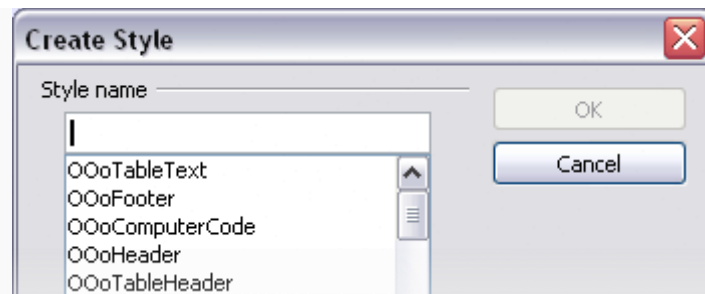 Create Style
Style name
OK
Cancel
OOoTableText
OOoFooter
OOoComputerCode
OOoHeader
OOoTableHeader